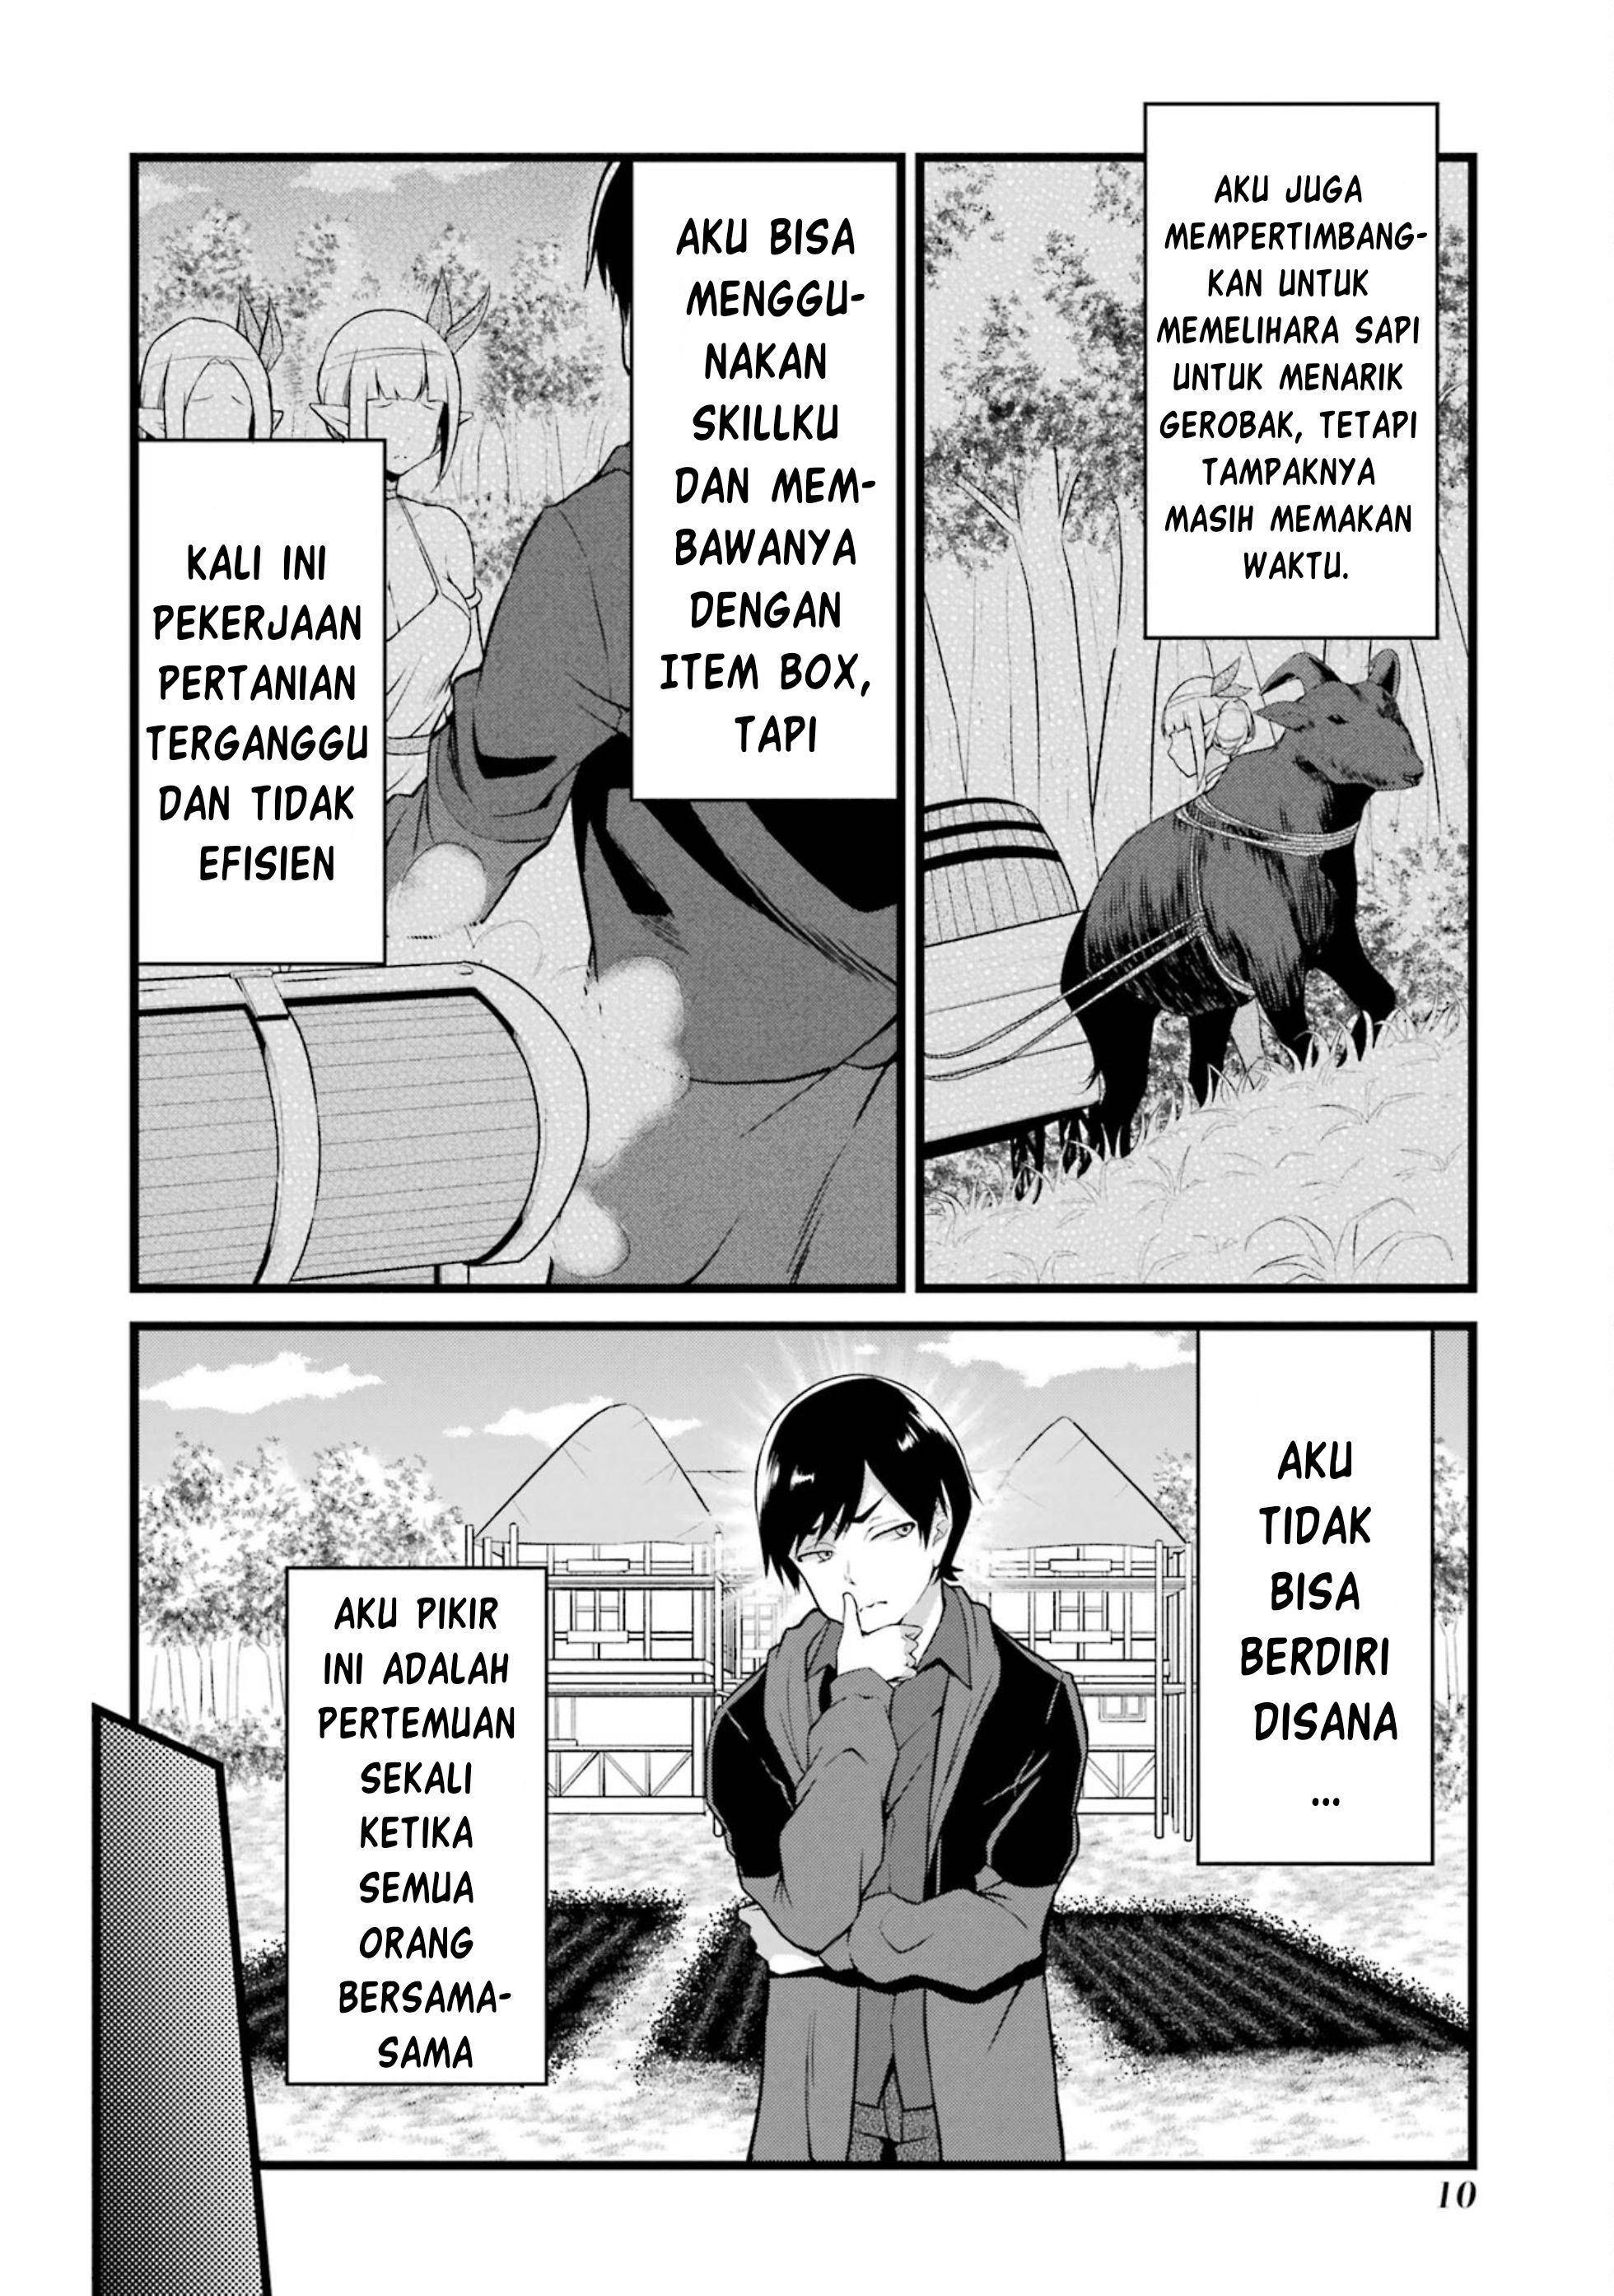 AKU JUGA
MEMPERTIMBANG-
KAN UNTUK
MEMELIHARA SAPI
UNTUK MENARIK
GEROBAK, TETAPI
TAMPAKNYA
MASIH MEMAKAN
WAKTU.
AKU BISA
MENGGU-
NAKAN
SKILLKU
DAN MEM-
BAWANYA
DENGAN
ITEM BOX,
TAPI
KALI INI
PEKERJAAN
PERTANIAN
TERGANGGU
DAN TIDAK
EFISIEN
AKU
TIDAK
BISA
BERDIRI
DISANA
...
AKU PIKIR
INI ADALAH
PERTEMUAN
SEKALI
KETIKA
SEMUA
ORANG
BERSAMA-
SAMA
10